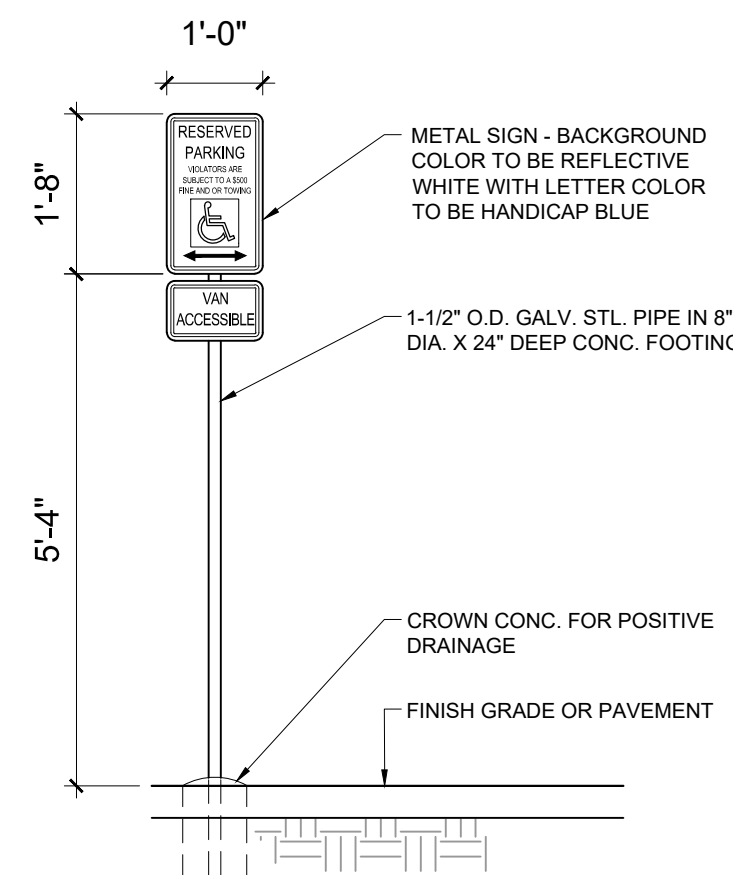 1'-0"
1'-8"
RESERVED
PARKING
VIOLATORS ARE
SUBJECT TO A $500
FINE AND OR TOWING
METAL SIGN - BACKGROUND
COLOR TO BE REFLECTIVE
WHITE WITH LETTER COLOR
TO BE HANDICAP BLUE
VAN
ACCESSIBLE
1-1/2" O.D. GALV. STL. PIPE IN 8"
DIA. X 24" DEEP CONC. FOOTING
5'-4"
CROWN CONC. FOR POSITIVE
DRAINAGE
FINISH GRADE OR PAVEMENT